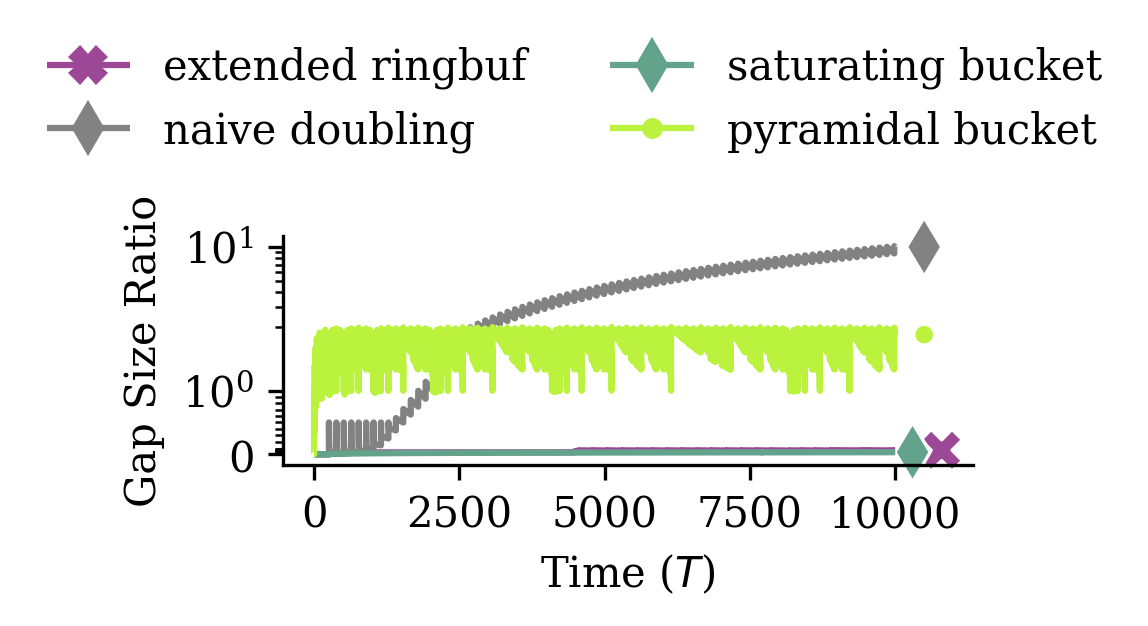 extended ringbuf
saturating bucket
naive doubling
pyramidal bucket
Gap Size Ratio
10¹
10⁰
0
0 2500 5000 7500 10000
Time (T)